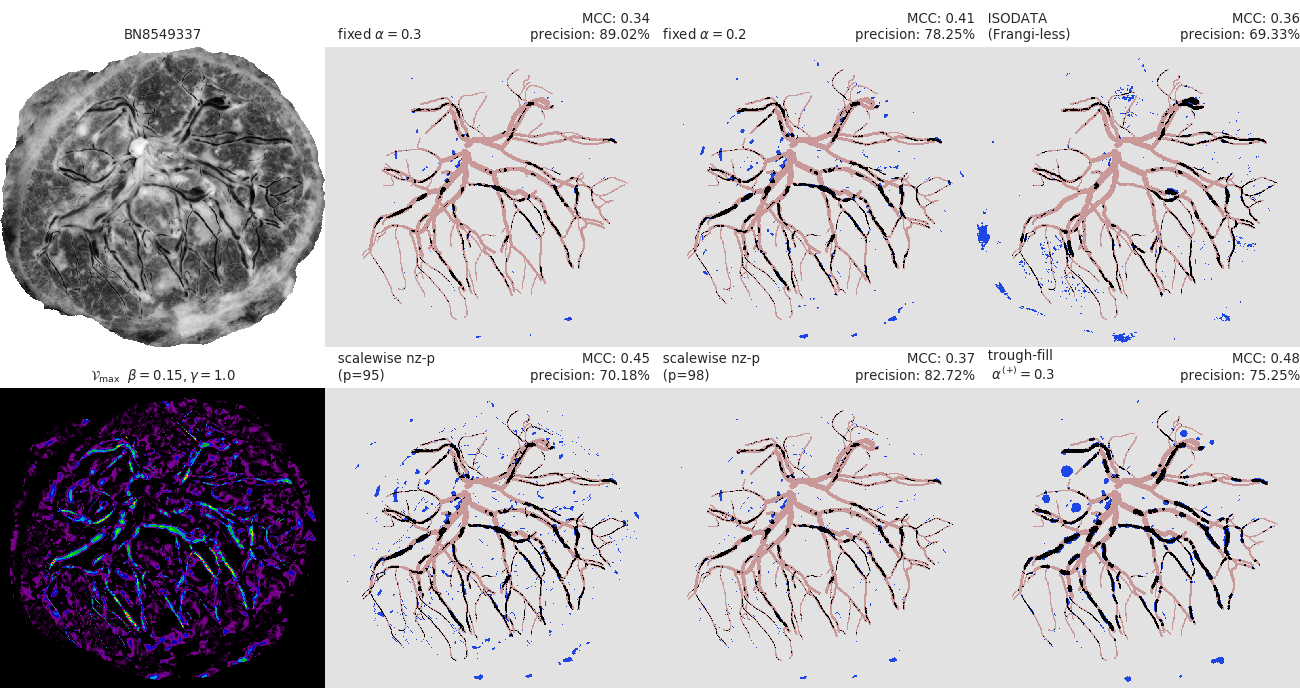 BN8549337
fixed α = 0.3
MCC: 0.34
precision: 89.02%
fixed α = 0.2
MCC: 0.41
precision: 78.25%
ISODATA
(Frangi-less)
MCC: 0.36
precision: 69.33%
𝒱max β = 0.15, γ = 1.0
scalewise nz-p
(p=95)
MCC: 0.45
precision: 70.18%
scalewise nz-p
(p=98)
MCC: 0.37
precision: 82.72%
trough-fill
α(+) = 0.3
MCC: 0.48
precision: 75.25%